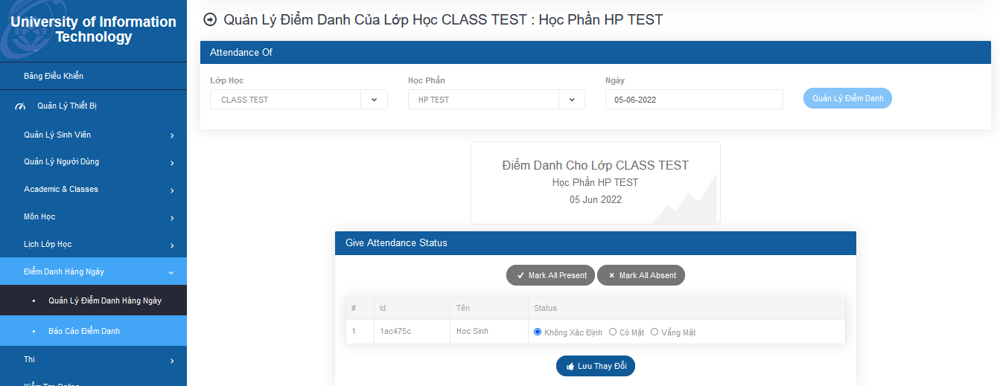 University of Information
Technology
Bảng Điều Khiển
Quản Lý Thiết Bị
Quản Lý Sinh Viên
Quản Lý Người Dùng
Academic & Classes
Môn Học
Lịch Lớp Học
Điểm Danh Hàng Ngày
Quản Lý Điểm Danh Hàng Ngày
Báo Cáo Điểm Danh
Thi
Kiểm Tra Online
Quản Lý Điểm Danh Của Lớp Học CLASS TEST : Học Phần HP TEST
Attendance Of
Lớp Học Học Phần Ngày
CLASS TEST HP TEST 05-06-2022 Quản Lý Điểm Danh
Điểm Danh Cho Lớp CLASS TEST
Học Phần HP TEST
05 Jun 2022
Give Attendance Status
Mark All Present Mark All Absent
# Id Tên Status
1 1ac475c Hoc Sinh Không Xác Định Có Mặt Vắng Mặt
Lưu Thay Đổi